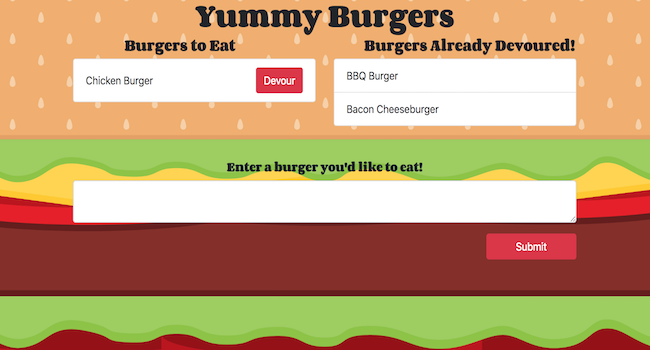 Yummy Burgers
Burgers to Eat
Chicken Burger
Devour
Burgers Already Devoured!
BBQ Burger
Bacon Cheeseburger
Enter a burger you'd like to eat!
Submit